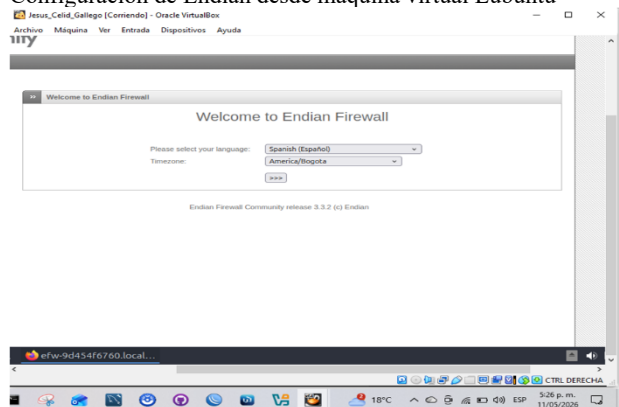 Configuración de Endian desde máquina virtual Lubuntu
Jesus_Celid_Gallego [Corriendo] - Oracle VirtualBox
Archivo Máquina Ver Entrada Dispositivos Ayuda
nity
>> Welcome to Endian Firewall
Welcome to Endian Firewall
Please select your language: Spanish (Español)
Timezone: America/Bogota
>>>
Endian Firewall Community release 3.3.2 (c) Endian
efw-9d454f6760.local...
CTRL DERECHA
18°C ESP 5:26 p. m.
11/05/2026